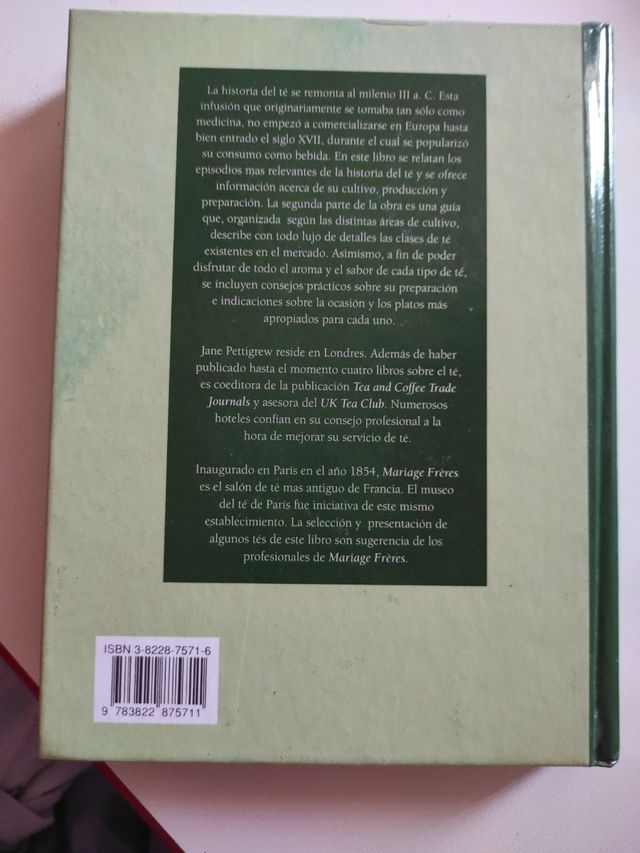 La historia del té se remonta al milenio III a. C. Esta
infusión que originariamente se tomaba tan sólo como
medicina, no empezó a comercializarse en Europa hasta
bien entrado el siglo XVII, durante el cual se popularizó
su consumo como bebida. En este libro se relatan los
episodios mas relevantes de la historia del té y se ofrece
información acerca de su cultivo, producción y
preparación. La segunda parte de la obra es una guía
que, organizada según las distintas áreas de cultivo,
describe con todo lujo de detalles las clases de té
existentes en el mercado. Asimismo, a fin de poder
disfrutar de todo el aroma y el sabor de cada tipo de té,
se incluyen consejos prácticos sobre su preparación
e indicaciones sobre la ocasión y los platos más
apropiados para cada uno.
Jane Pettigrew reside en Londres. Además de haber
publicado hasta el momento cuatro libros sobre el té,
es coeditora de la publicación Tea and Coffee Trade
Journals y asesora del UK Tea Club. Numerosos
hoteles confían en su consejo profesional a la
hora de mejorar su servicio de té.
Inaugurado en París en el año 1854, Mariage Frères
es el salón de té mas antiguo de Francia. El museo
del té de París fue iniciativa de este mismo
establecimiento. La selección y presentación de
algunos tés de este libro son sugerencia de los
profesionales de Mariage Frères.
ISBN 3-8228-7571-6
9 783822 875711